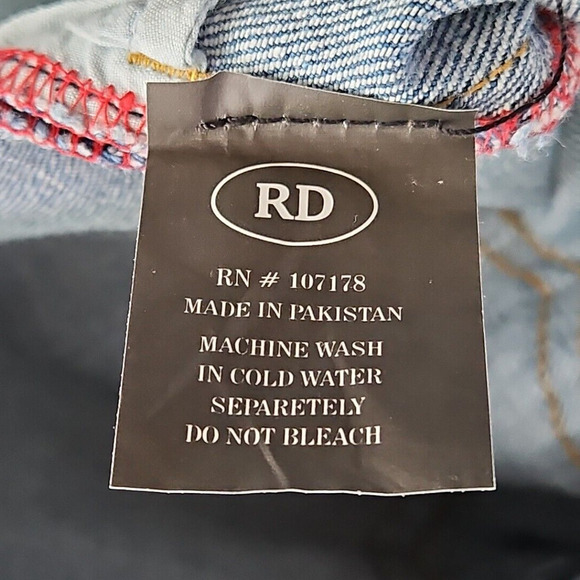 RD
RN # 107178
MADE IN PAKISTAN
MACHINE WASH
IN COLD WATER
SEPARETELY
DO NOT BLEACH